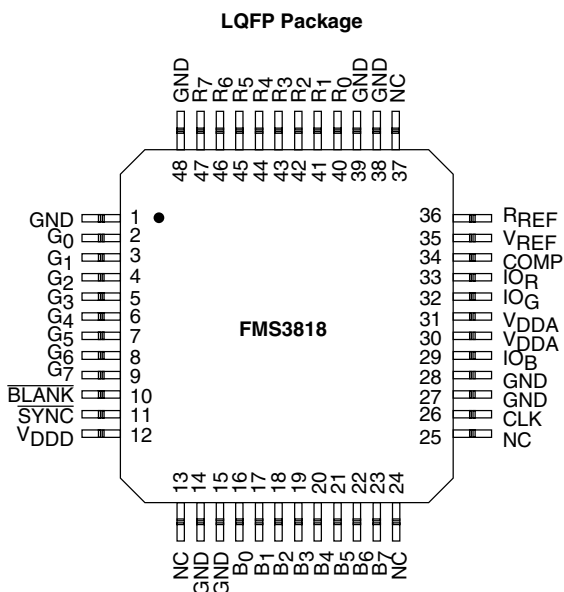 LQFP Package
GND R7 R6 R5 R4 R3 R2 R1 R0 GND GND NC
48 47 46 45 44 43 42 41 40 39 38 37
GND 1 36 RREF
G0 2 35 VREF
G1 3 34 COMP
G2 4 33 IOR
G3 5 32 IOG
G4 6 31 VDDA
FMS3818
G5 7 30 VDDA
G6 8 29 IOB
G7 9 28 GND
BLANK 10 27 GND
SYNC 11 26 CLK
VDDD 12 25 NC
13 14 15 16 17 18 19 20 21 22 23 24
NC GND GND B0 B1 B2 B3 B4 B5 B6 B7 NC